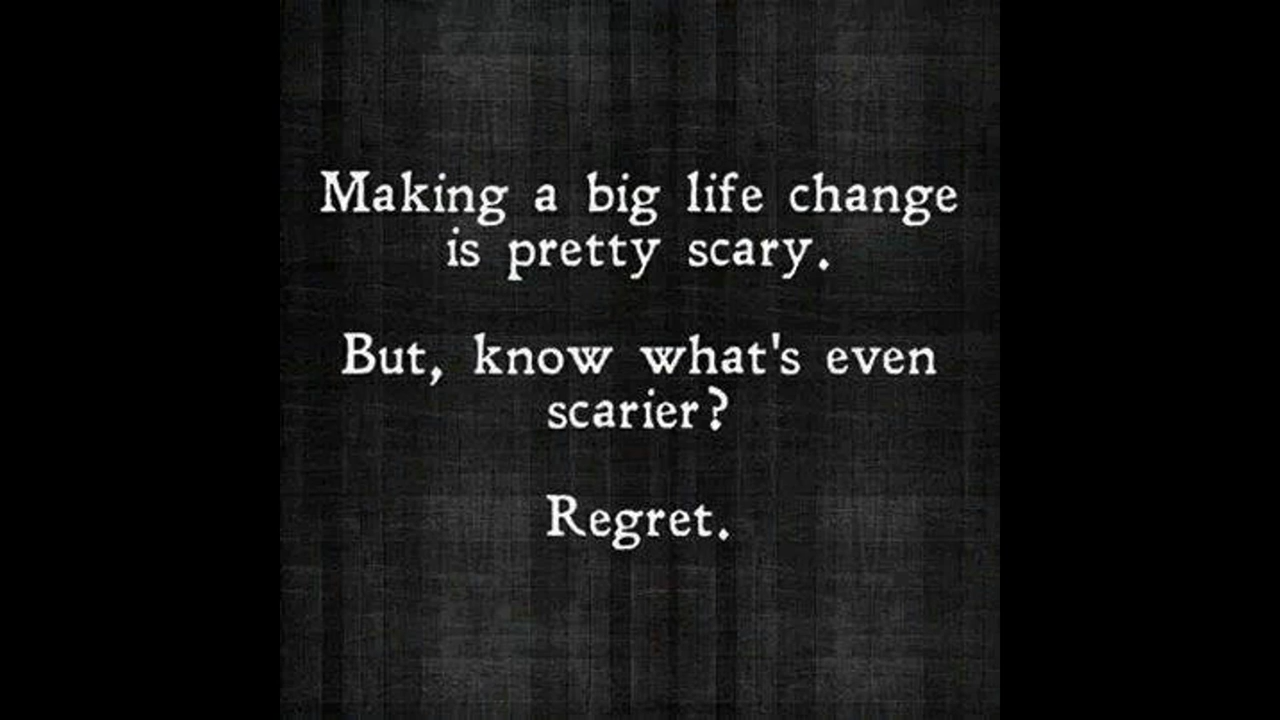 Making a big life change
is pretty scary.
But, know what's even
scarier?
Regret.